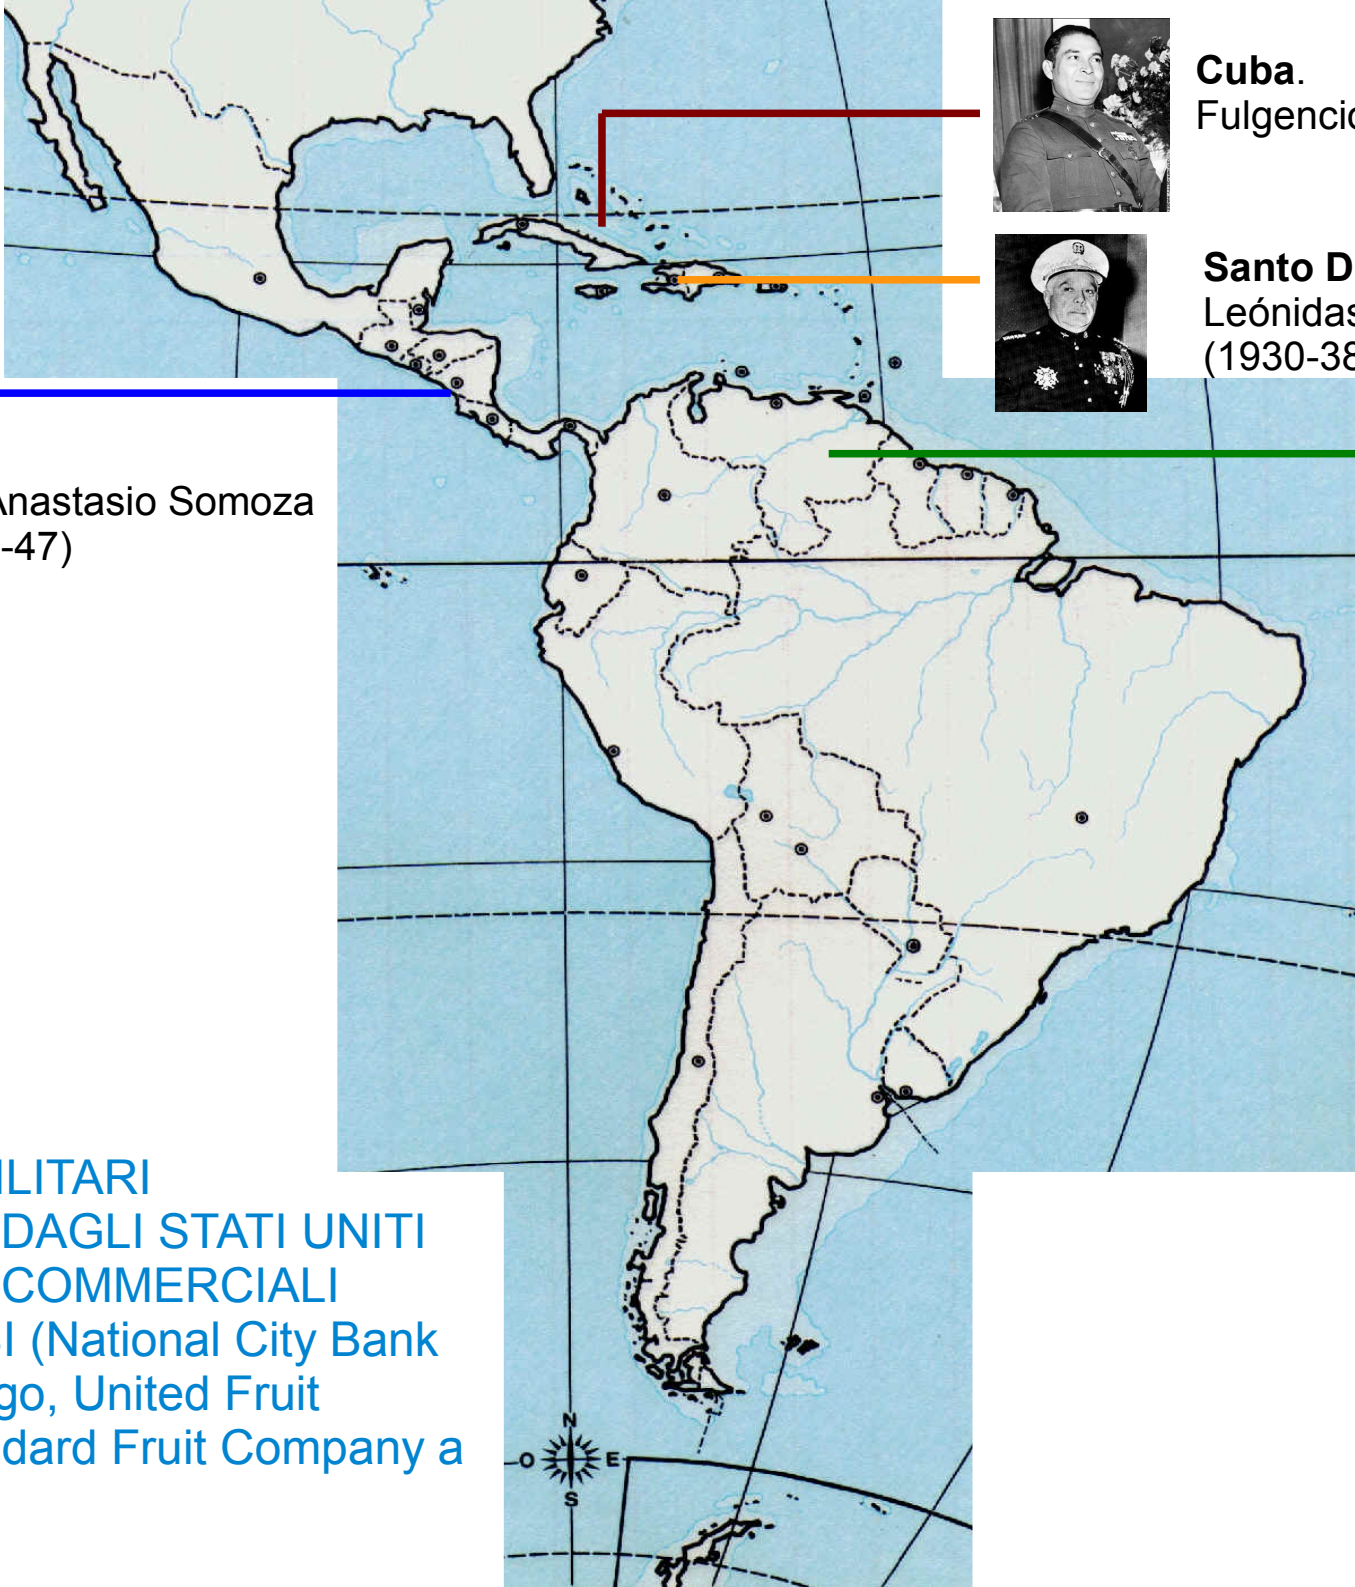 Cuba.
Fulgencio
Santo D
Leónidas
(1930-38
Anastasio Somoza
-47)
ILITARI
DAGLI STATI UNITI
COMMERCIALI
I (National City Bank
go, United Fruit
dard Fruit Company a
N
O
E
S